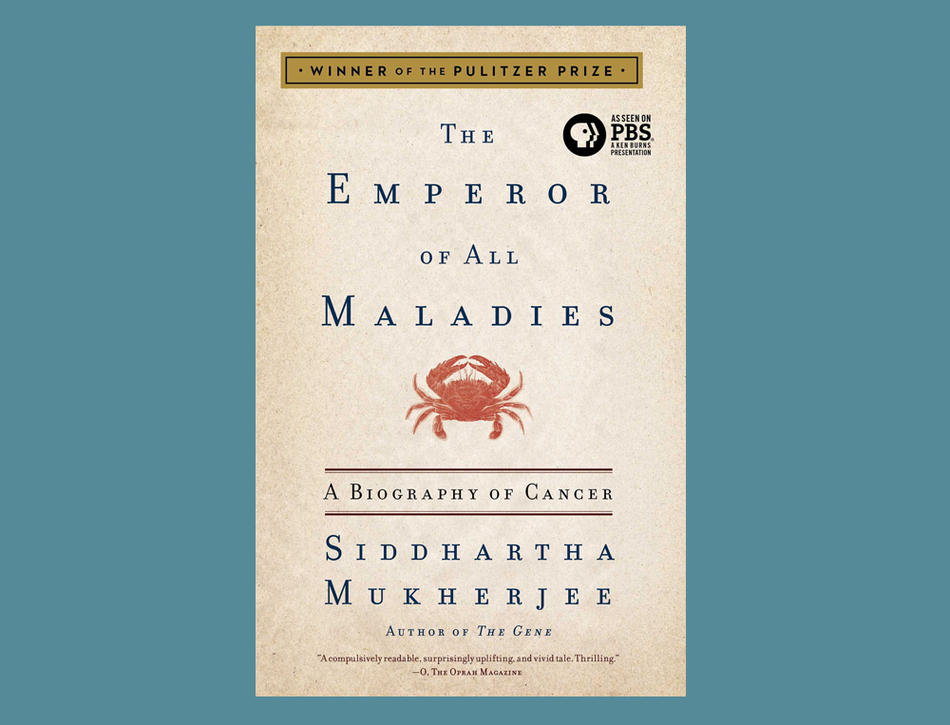 • WINNER OF THE PULITZER PRIZE •
AS SEEN ON
PBS®
A KEN BURNS
PRESENTATION
THE
EMPEROR
OF ALL
MALADIES
A BIOGRAPHY OF CANCER
SIDDHARTHA
MUKHERJEE
AUTHOR OF THE GENE
“A compulsively readable, surprisingly uplifting, and vivid tale. Thrilling.”
—O, THE OPRAH MAGAZINE